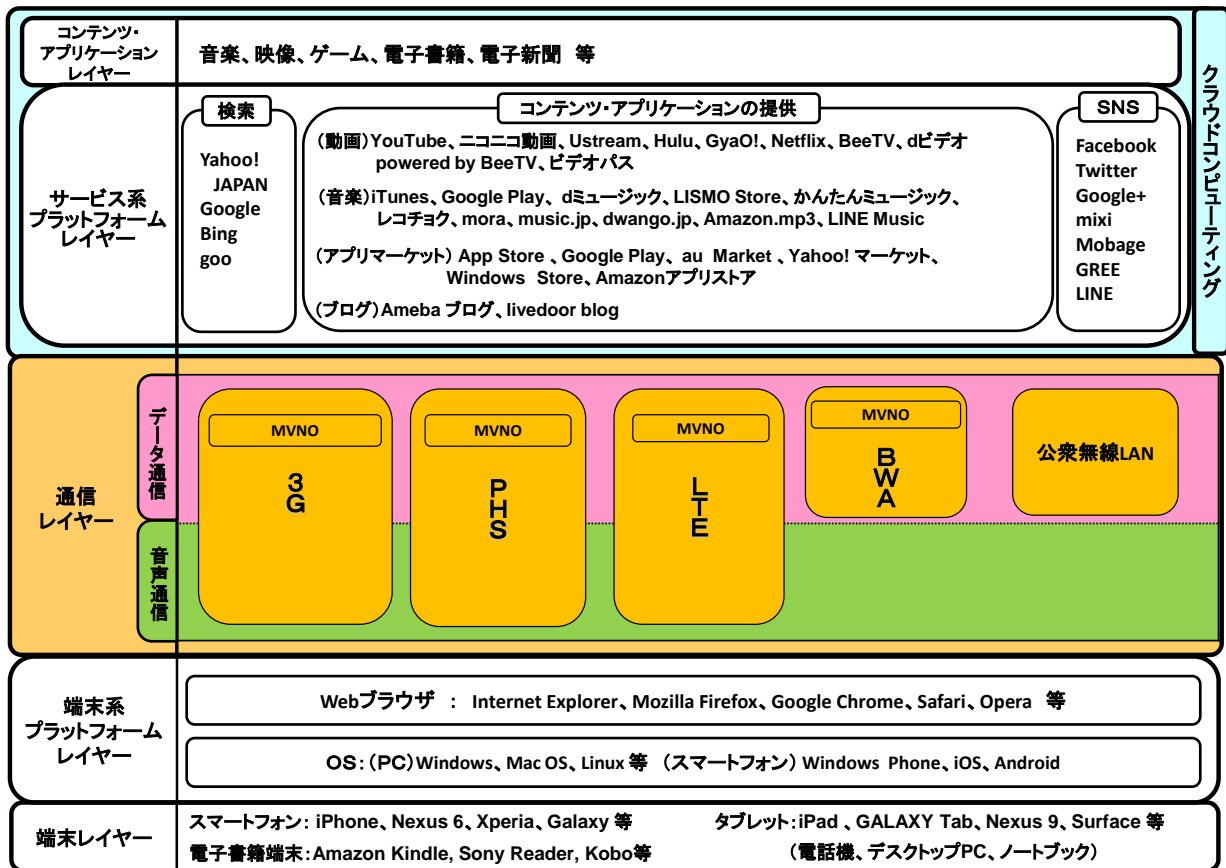 コンテンツ・
アプリケーション
レイヤー
音楽、映像、ゲーム、電子書籍、電子新聞 等
クラウドコンピューティング
サービス系
プラットフォーム
レイヤー
検索
Yahoo!
JAPAN
Google
Bing
goo
コンテンツ・アプリケーションの提供
(動画)YouTube、ニコニコ動画、Ustream、Hulu、GyaO!、Netflix、BeeTV、dビデオ
powered by BeeTV、ビデオパス
(音楽)iTunes、Google Play、dミュージック、LISMO Store、かんたんミュージック、
レコチョク、mora、music.jp、dwango.jp、Amazon.mp3、LINE Music
(アプリマーケット) App Store 、Google Play、au Market 、Yahoo! マーケット、
Windows Store、Amazonアプリストア
(ブログ)Ameba ブログ、livedoor blog
SNS
Facebook
Twitter
Google+
mixi
Mobage
GREE
LINE
通信
レイヤー
データ通信
音声通信
MVNO
3G
MVNO
PHS
MVNO
LTE
MVNO
BWA
公衆無線LAN
端末系
プラットフォーム
レイヤー
Webブラウザ : Internet Explorer、Mozilla Firefox、Google Chrome、Safari、Opera 等
OS:(PC)Windows、Mac OS、Linux 等 (スマートフォン) Windows Phone、iOS、Android
端末レイヤー
スマートフォン: iPhone、Nexus 6、Xperia、Galaxy 等
タブレット:iPad 、GALAXY Tab、Nexus 9、Surface 等
電子書籍端末:Amazon Kindle, Sony Reader, Kobo等
(電話機、デスクトップPC、ノートブック)